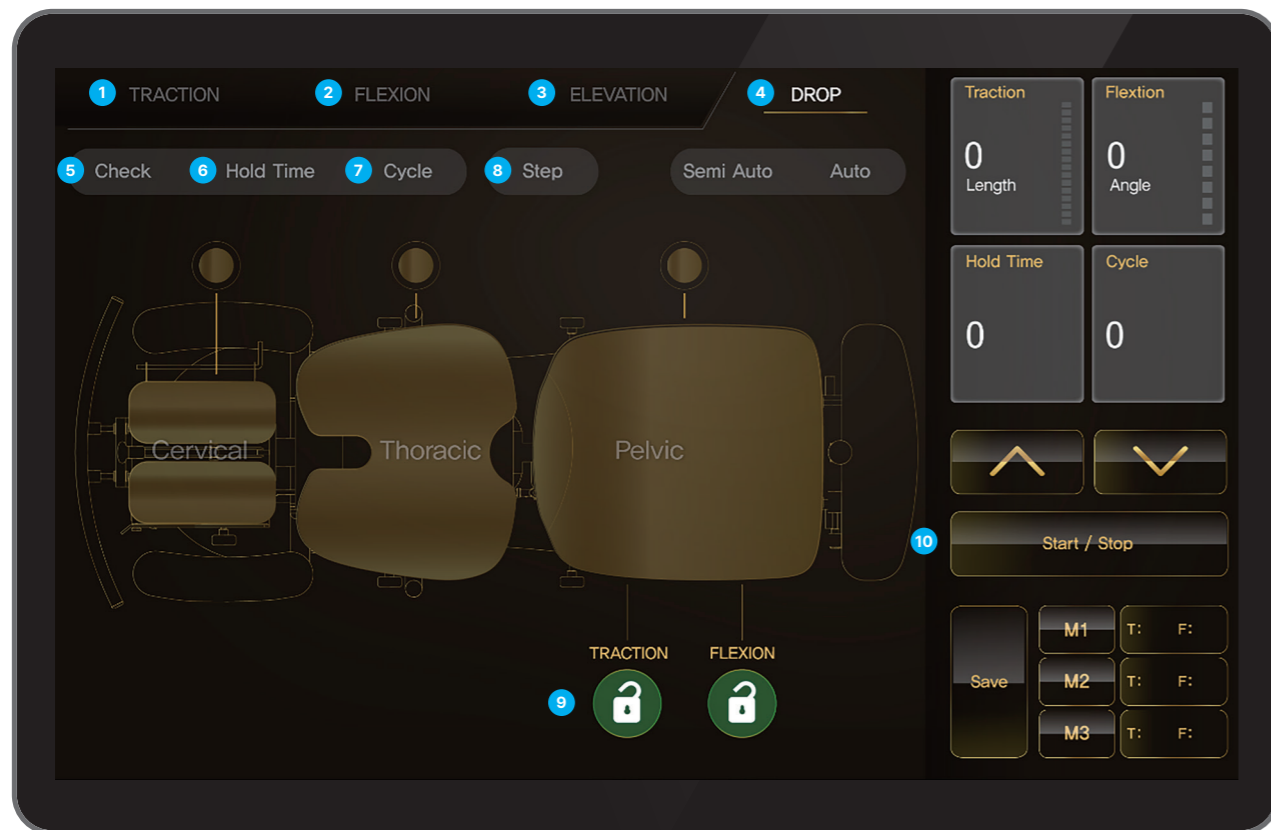 1 TRACTION
2 FLEXION
3 ELEVATION
4 DROP
5 Check
6 Hold Time
7 Cycle
8 Step
Semi Auto
Auto
Cervical
Thoracic
Pelvic
TRACTION
FLEXION
9
Traction
0
Length
Flextion
0
Angle
Hold Time
0
Cycle
0
10 Start / Stop
Save
M1 T: F:
M2 T: F:
M3 T: F: